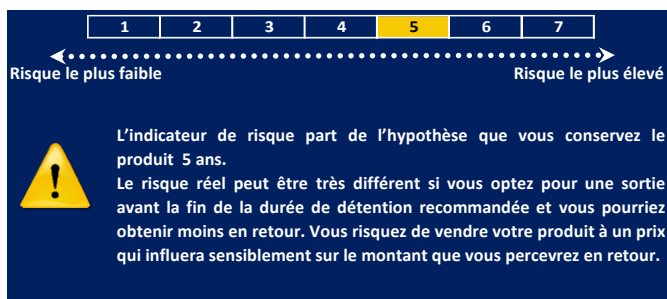 1 2 3 4 5 6 7
Risque le plus faible Risque le plus élevé
L’indicateur de risque part de l’hypothèse que vous conservez le
produit 5 ans.
Le risque réel peut être très différent si vous optez pour une sortie
avant la fin de la durée de détention recommandée et vous pourriez
obtenir moins en retour. Vous risquez de vendre votre produit à un prix
qui influera sensiblement sur le montant que vous percevrez en retour.